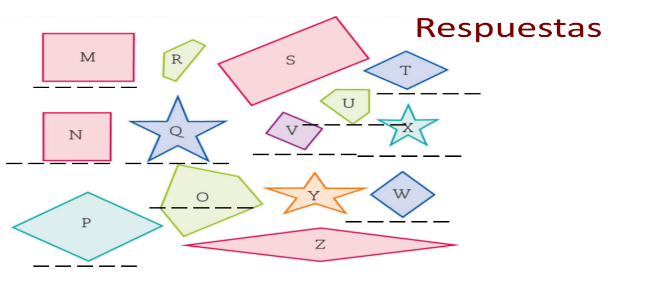 Respuestas
M R S T
U
N Q V X
O Y W
P
Z